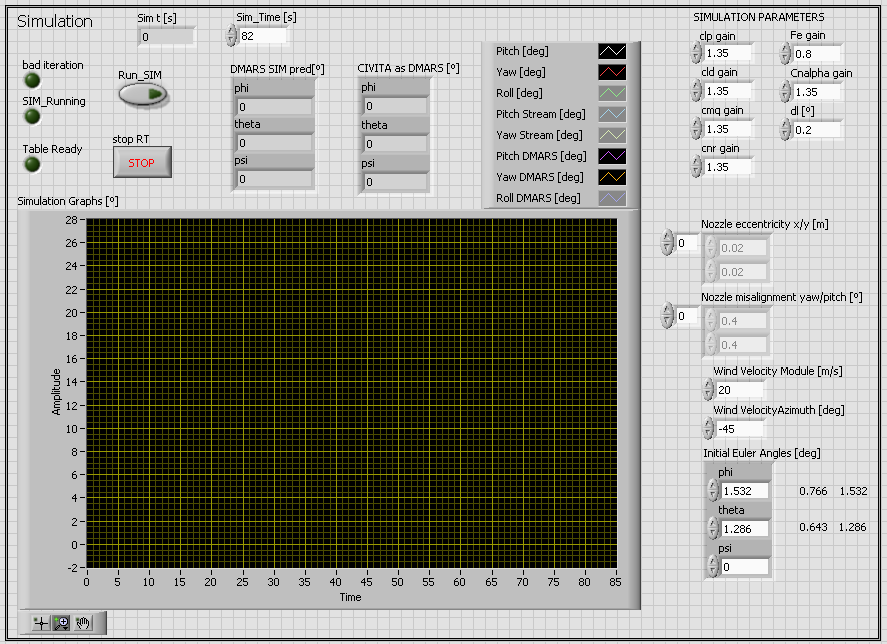 Simulation
Sim t [s]
0
Sim_Time [s]
82
bad iteration
SIM_Running
Table Ready
Run_SIM
stop RT
STOP
DMARS SIM pred[º]
phi
0
theta
0
psi
0
CIVITA as DMARS [º]
phi
0
theta
0
psi
0
Pitch [deg]
Yaw [deg]
Roll [deg]
Pitch Stream [deg]
Yaw Stream [deg]
Pitch DMARS [deg]
Yaw DMARS [deg]
Roll DMARS [deg]
SIMULATION PARAMETERS
clp gain
1.35
Fe gain
0.8
cld gain
1.35
Cnalpha gain
1.35
cmq gain
1.35
dl [º]
0.2
cnr gain
1.35
Simulation Graphs [º]
Amplitude
28
26
24
22
20
18
16
14
12
10
8
6
4
2
0
-2
0 5 10 15 20 25 30 35 40 45 50 55 60 65 70 75 80 85
Time
Nozzle eccentricity x/y [m]
0
0.02
0.02
Nozzle misalignment yaw/pitch [º]
0
0.4
0.4
Wind Velocity Module [m/s]
20
Wind VelocityAzimuth [deg]
-45
Initial Euler Angles [deg]
phi
1.532 0.766 1.532
theta
1.286 0.643 1.286
psi
0